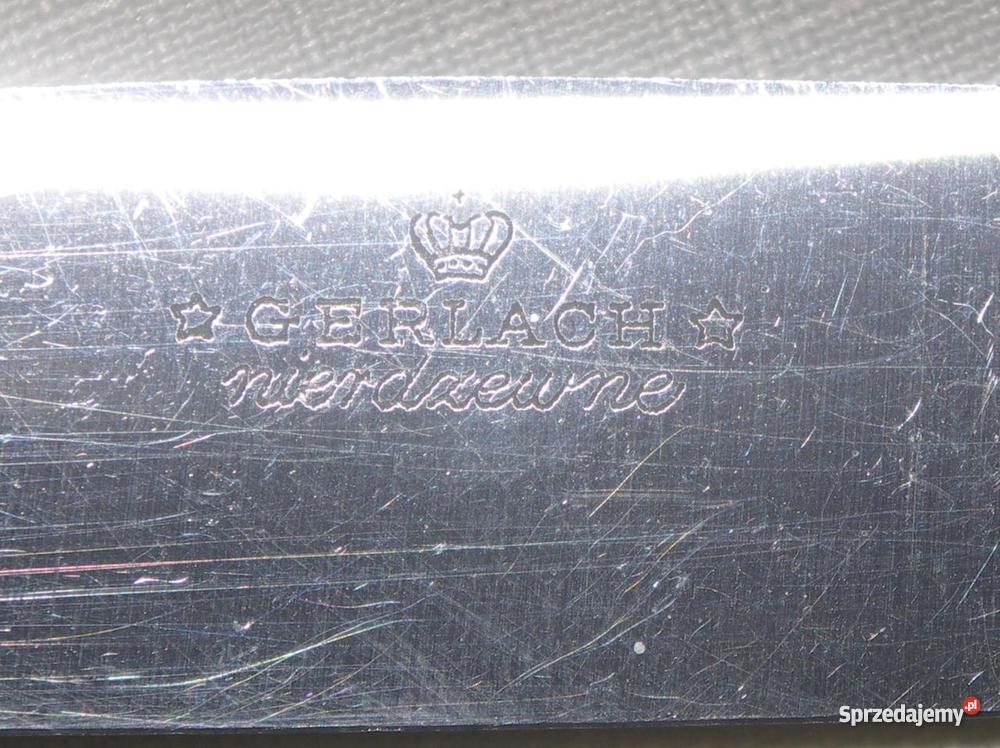 ☆ GERLACH ☆
nierdzewne
Sprzedajemy.pl